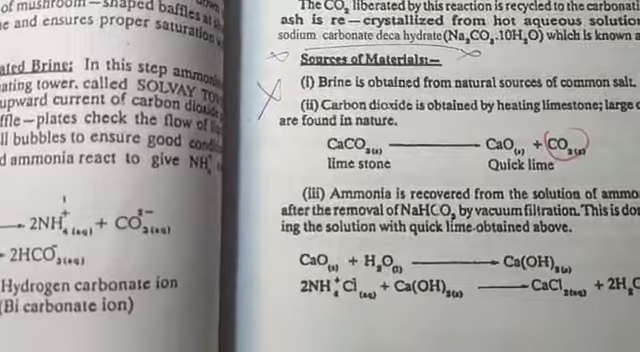 of mushroom—shaped baffles at
e and ensures proper saturation
ated Brine: In this step ammoni
ating tower, called SOLVAY TO
upward current of carbon dioxide
ffle—plates check the flow of
ll bubbles to ensure good condi
d ammonia react to give NH₄⁺
→ 2NH₄⁺(aq) + CO₃²⁻(aq)
2HCO₃⁻(aq)
Hydrogen carbonate ion
(Bi carbonate ion)
The CO₂ liberated by this reaction is recycled to the carbonati
ash is re—crystallized from hot aqueous solution
sodium carbonate deca hydrate (Na₂CO₃.10H₂O) which is known a
Sources of Materials:—
(i) Brine is obtained from natural sources of common salt.
(ii) Carbon dioxide is obtained by heating limestone; large
are found in nature.
CaCO₃(s) ⟶ CaO(s) + CO₂(g)
lime stone Quick lime
(iii) Ammonia is recovered from the solution of ammo
after the removal of NaHCO₃ by vacuum filtration. This is do
ing the solution with quick lime obtained above.
CaO(s) + H₂O(l) ⟶ Ca(OH)₂(s)
2NH₄⁺Cl(aq) + Ca(OH)₂(s) ⟶ CaCl₂(aq) + 2H₂